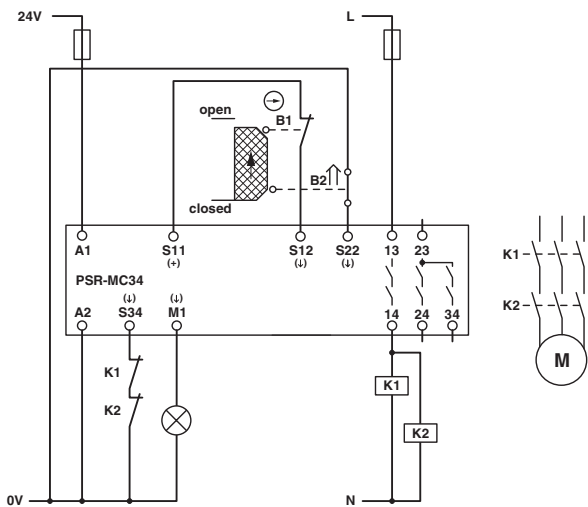 24V
L
open
B1
B2
closed
A1
S11
(+)
S12
(↓)
S22
(↓)
13
23
PSR-MC34
(↓)
(↓)
A2
S34
M1
14
24
34
K1
K2
K1
K2
K1
K2
M
0V
N